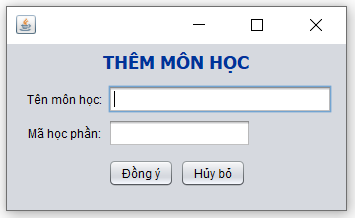 THÊM MÔN HỌC
Tên môn học:
Mã học phần:
Đồng ý Hủy bỏ